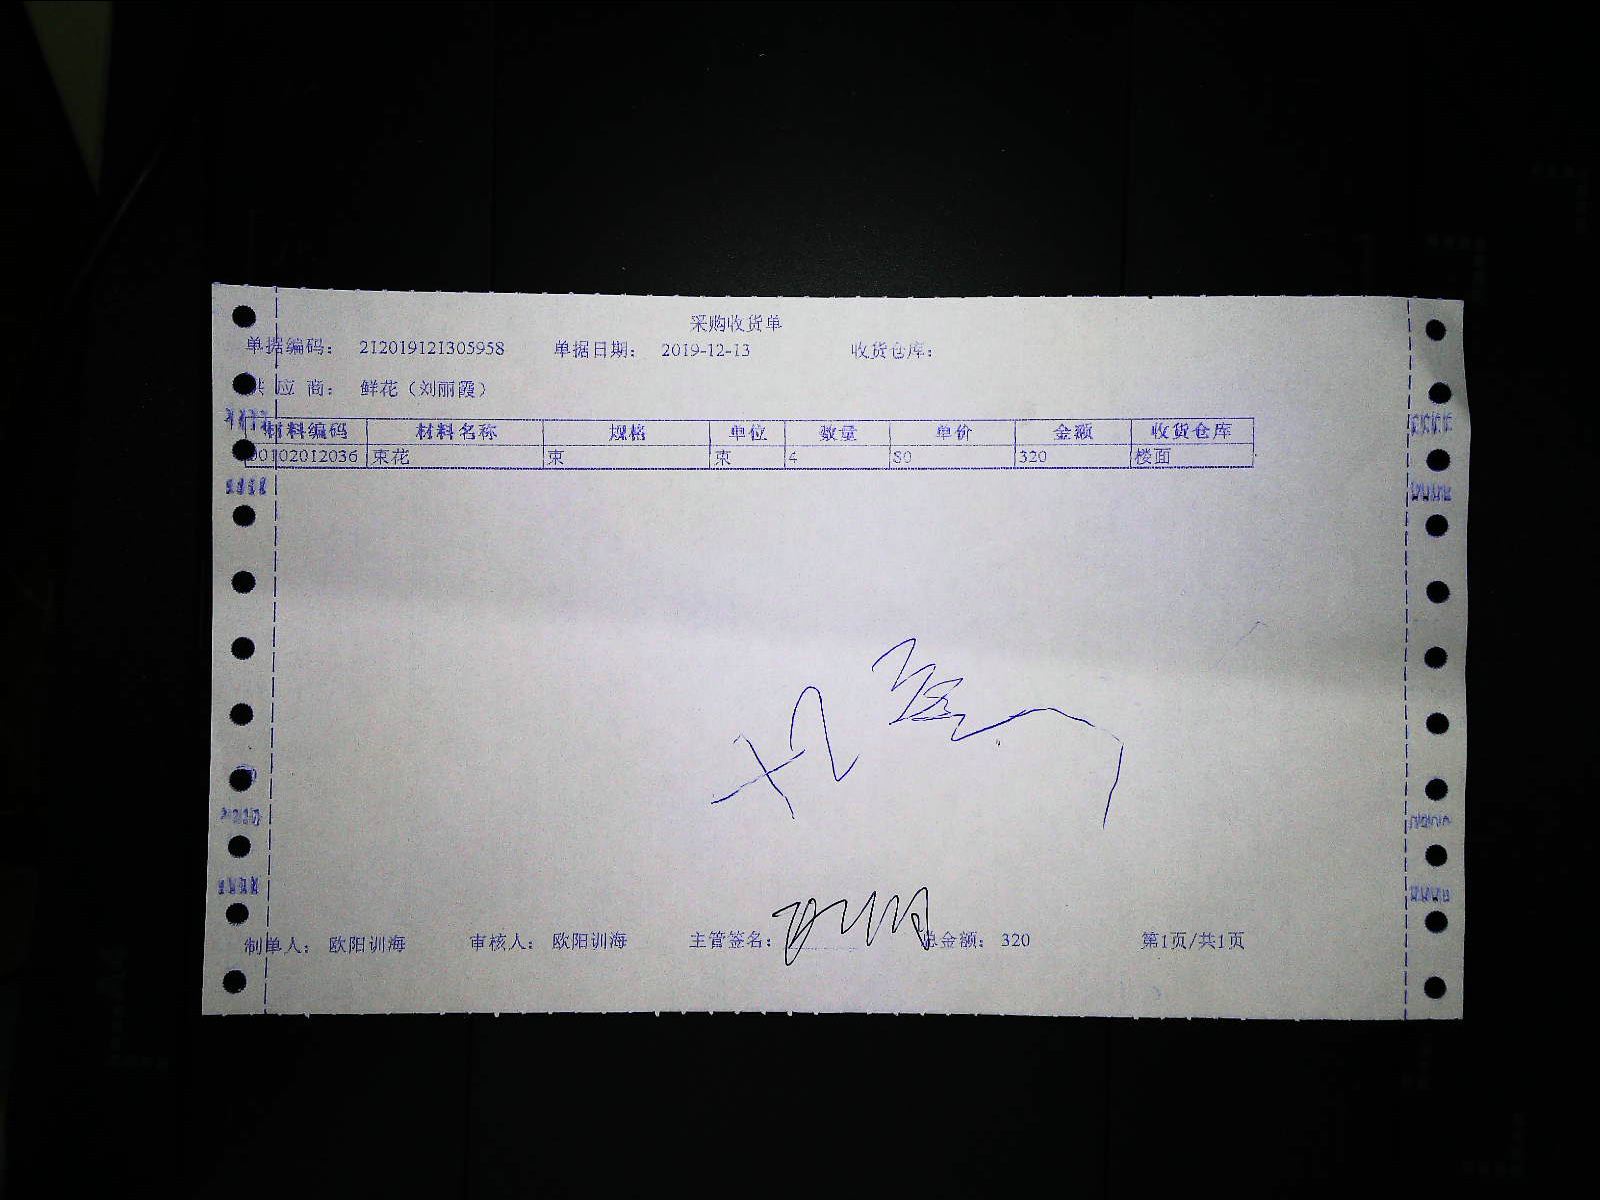 采购收货单
单据编码： 212019121305958 单据日期： 2019-12-13 收货仓库：
供应商： 鲜花（刘丽霞）
材料编码 材料名称 规格 单位 数量 单价 金额 收货仓库
00102012036 束花 束 束 4 80 320 楼面
制单人： 欧阳训海 审核人： 欧阳训海 主管签名： 总金额： 320 第1页/共1页